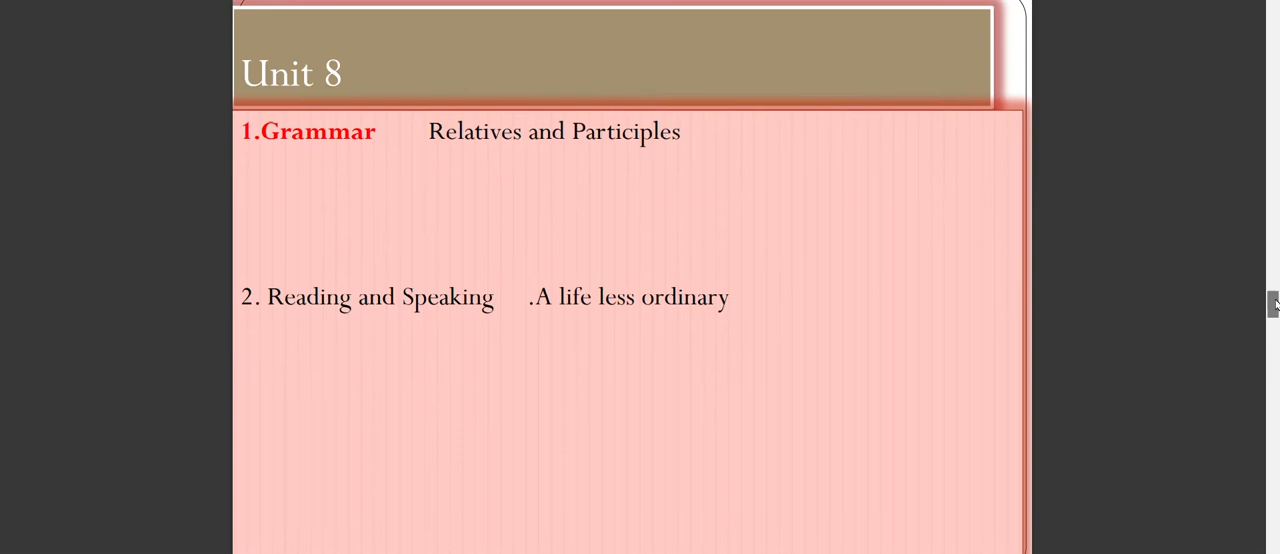 Unit 8
1.Grammar Relatives and Participles
2. Reading and Speaking .A life less ordinary